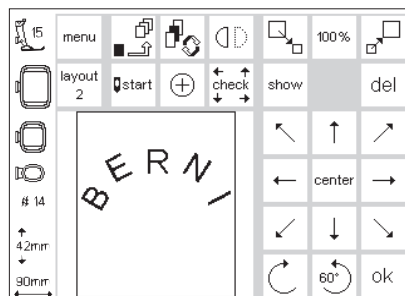 15 menu 100%
layout 2 start check show del
BERNI
center
# 14
42mm
90mm
60° ok